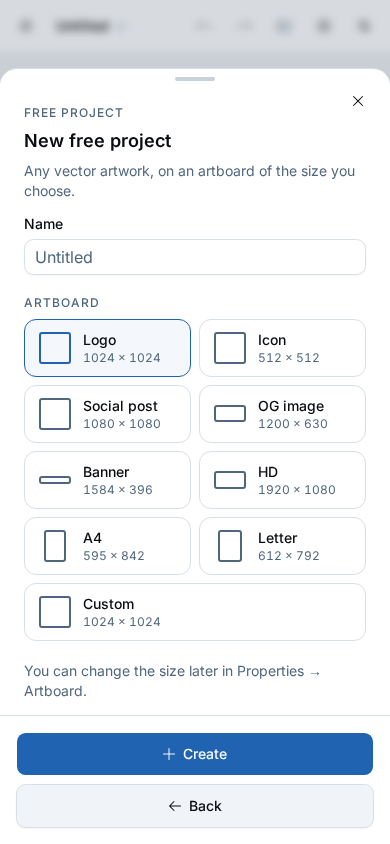 FREE PROJECT
New free project
Any vector artwork, on an artboard of the size you
choose.
Name
Untitled
ARTBOARD
Logo
1024 × 1024
Icon
512 × 512
Social post
1080 × 1080
OG image
1200 × 630
Banner
1584 × 396
HD
1920 × 1080
A4
595 × 842
Letter
612 × 792
Custom
1024 × 1024
You can change the size later in Properties →
Artboard.
Create
Back